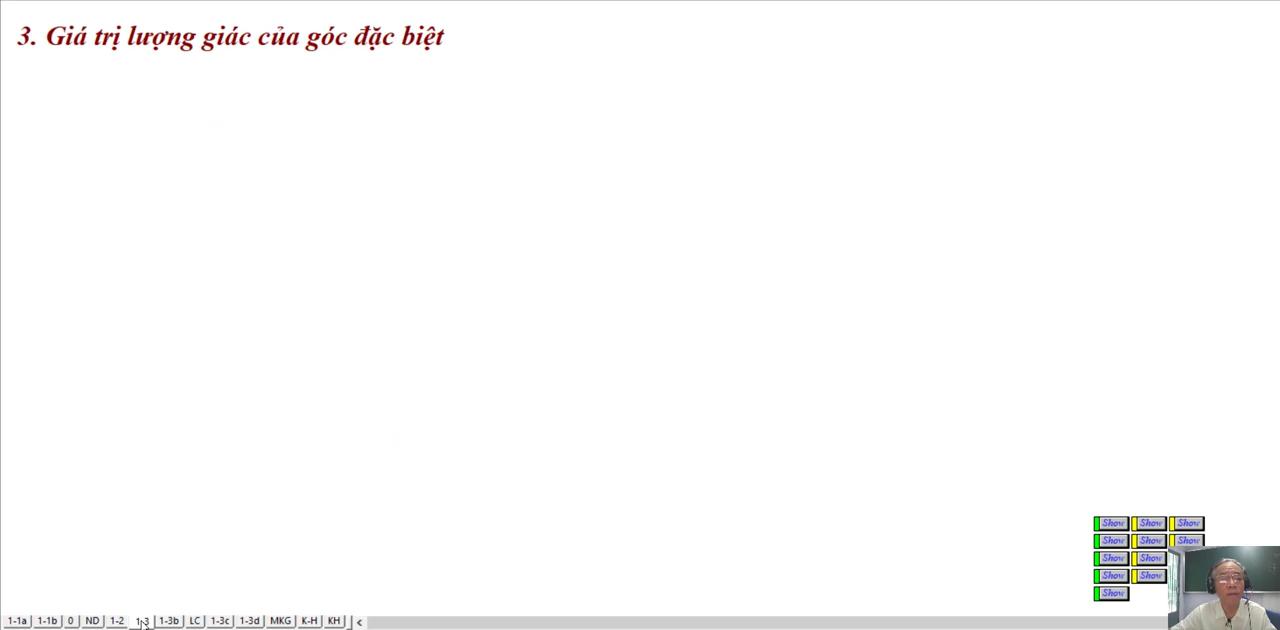 3. Giá trị lượng giác của góc đặc biệt
Show Show Show
Show Show Show
Show Show
Show Show
Show
1-1a 1-1b 0 ND 1-2 1-3 1-3b LC 1-3c 1-3d MKG K-H KH <